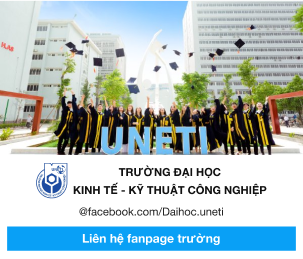 UNETI
TRƯỜNG ĐẠI HỌC
KINH TẾ - KỸ THUẬT CÔNG NGHIỆP
@facebook.com/Daihoc.uneti
Liên hệ fanpage trường